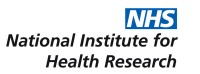 NHS
National Institute for
Health Research